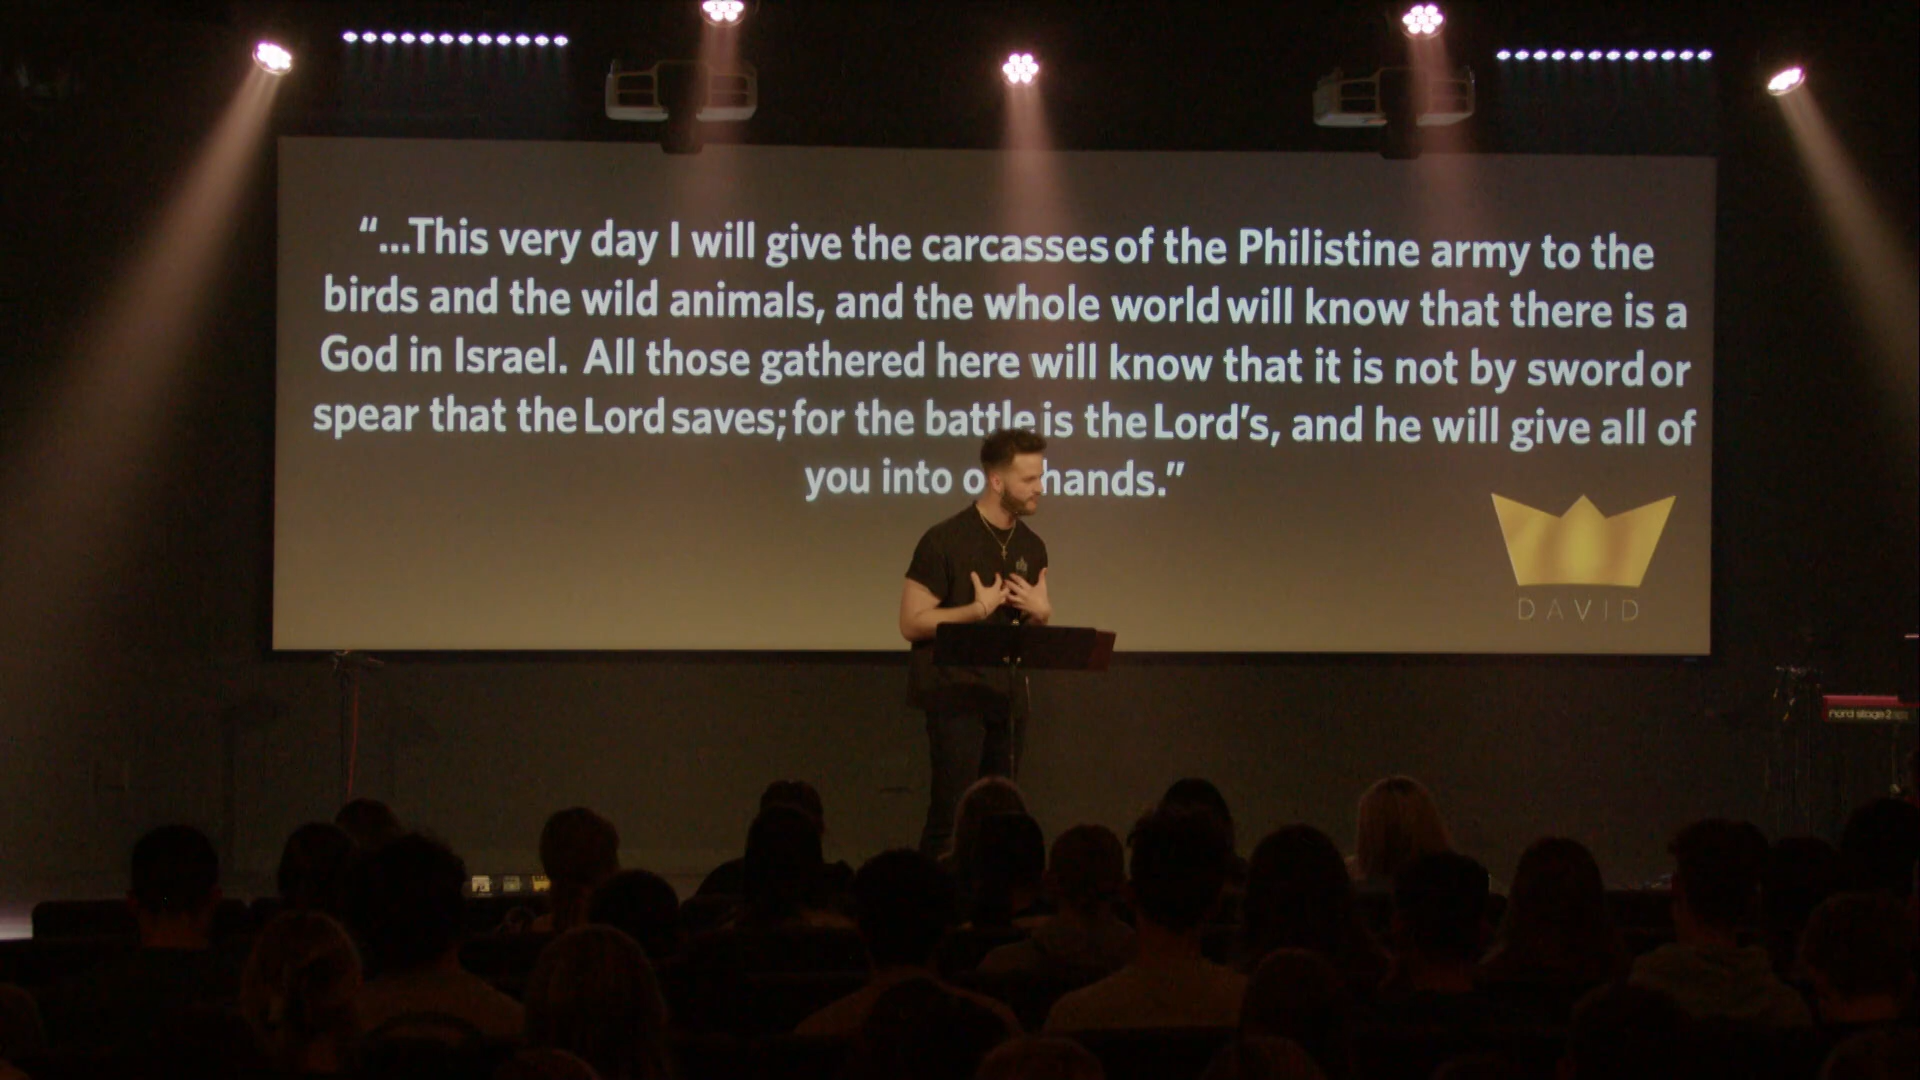 “...This very day I will give the carcasses of the Philistine army to the
birds and the wild animals, and the whole world will know that there is a
God in Israel. All those gathered here will know that it is not by sword or
spear that the Lord saves; for the battle is the Lord’s, and he will give all of
you into hands.”
DAVID
nord stage 2